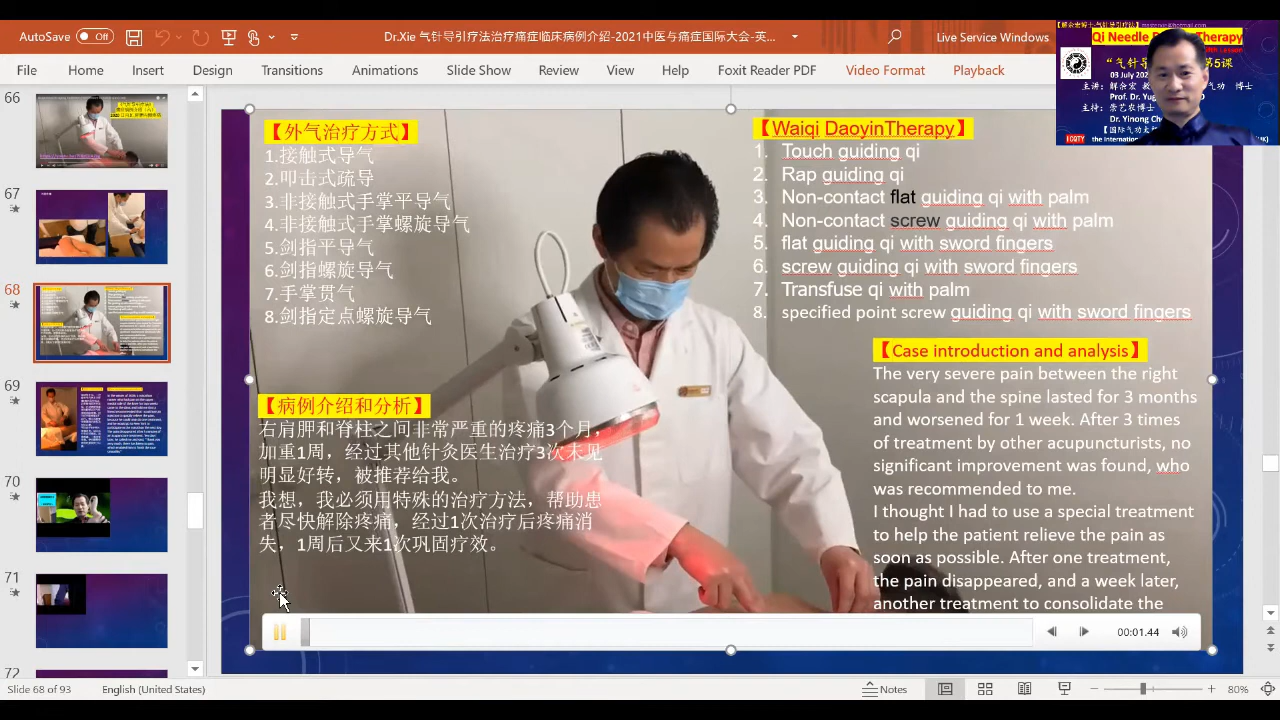 AutoSave Off
Dr.Xie 气针导引疗法治疗痛症临床病例介绍-2021中医与痛症国际大会-英...
Live Service Windows
File Home Insert Design Transitions Animations Slide Show Review View Help Foxit Reader PDF Video Format Playback
Qi Needle Therapy
第5课
主讲：解余宏 气功 博士
Prof. Dr.
主持：
Dr. Yinong
ICQTY
66
67
68
69
70
71
72
【外气治疗方式】
1.接触式导气
2.叩击式疏导
3.非接触式手掌平导气
4.非接触式手掌螺旋导气
5.剑指平导气
6.剑指螺旋导气
7.手掌贯气
8.剑指定点螺旋导气
【病例介绍和分析】
右肩胛和脊柱之间非常严重的疼痛3个月，
加重1周，经过其他针灸医生治疗3次未见
明显好转，被推荐给我。
我想，我必须用特殊的治疗方法，帮助患
者尽快解除疼痛，经过1次治疗后疼痛消
失，1周后又来1次巩固疗效。
【Waiqi DaoyinTherapy】
1. Touch guiding qi
2. Rap guiding qi
3. Non-contact flat guiding qi with palm
4. Non-contact screw guiding qi with palm
5. flat guiding qi with sword fingers
6. screw guiding qi with sword fingers
7. Transfuse qi with palm
8. specified point screw guiding qi with sword fingers
【Case introduction and analysis】
The very severe pain between the right
scapula and the spine lasted for 3 months
and worsened for 1 week. After 3 times
of treatment by other acupuncturists, no
significant improvement was found, who
was recommended to me.
I thought I had to use a special treatment
to help the patient relieve the pain as
soon as possible. After one treatment,
the pain disappeared, and a week later,
another treatment to consolidate the
00:01.44
Slide 68 of 93 English (United States) Notes 80%